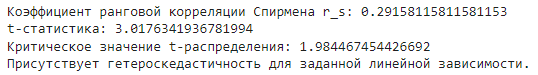 Коэффициент ранговой корреляции Спирмена r_s: 0.29158115811581153
t-статистика: 3.0176341936781994
Критическое значение t-распределения: 1.984467454426692
Присутствует гетероскедастичность для заданной линейной зависимости.